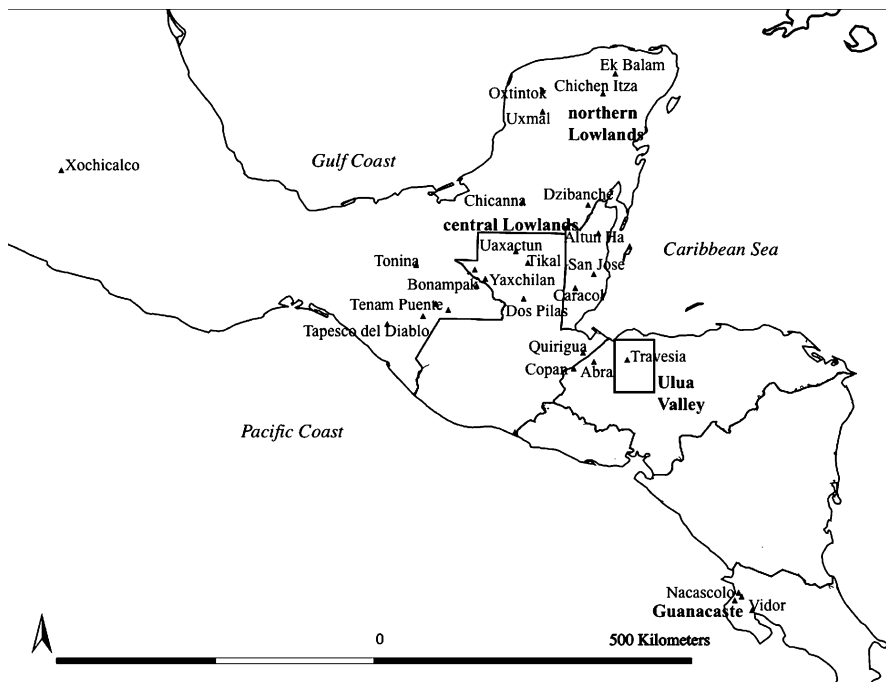 Ek Balam
Chichen Itza
Oxtintok
Uxmal
northern
Lowlands
Gulf Coast
Xochicalco
Chicanna
Dzibanche
central Lowlands
Altun Ha
Caribbean Sea
Uaxactun
Tonina
Tikal
San Jose
Bonampak
Yaxchilan
Caracol
Tenam Puente
Dos Pilas
Tapesco del Diablo
Quirigua
Travesia
Copan
Abra
Ulua
Valley
Pacific Coast
Nacascolo
Guanacaste
Vidor
0
500 Kilometers